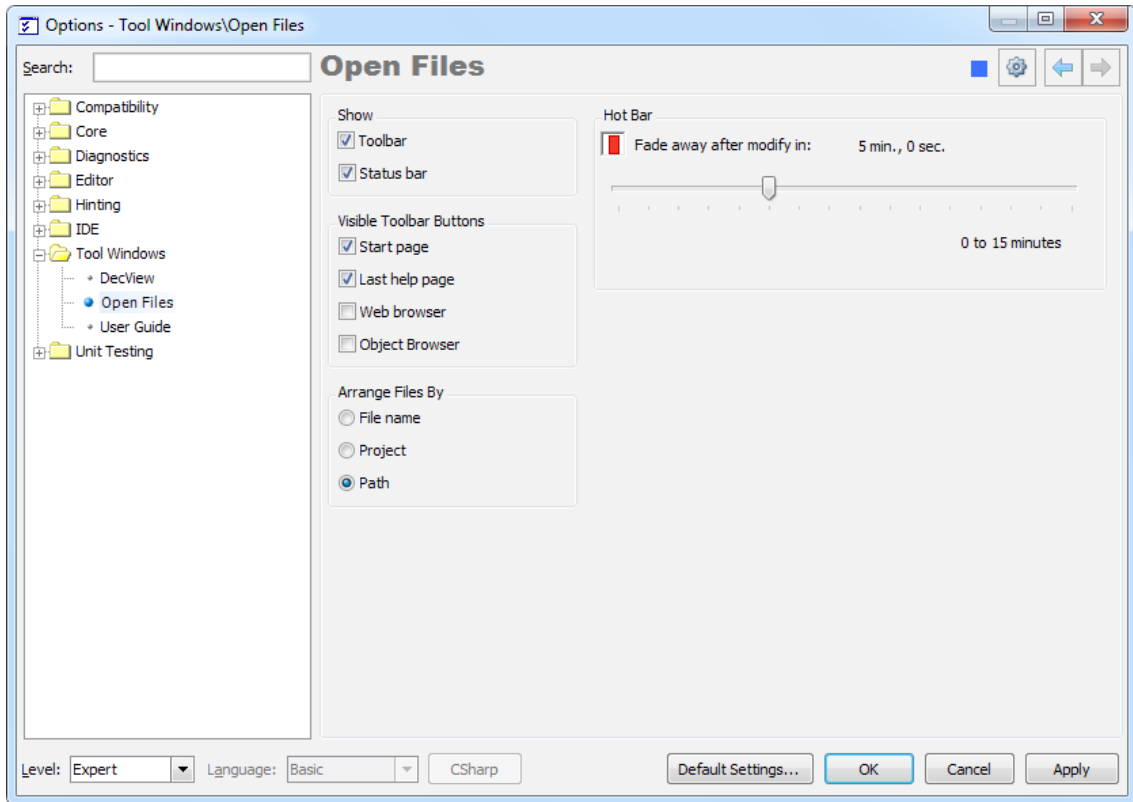 Options - Tool Windows\Open Files
Search:
Open Files
Compatibility
Core
Diagnostics
Editor
Hinting
IDE
Tool Windows
DecView
Open Files
User Guide
Unit Testing
Show
Toolbar
Status bar
Visible Toolbar Buttons
Start page
Last help page
Web browser
Object Browser
Arrange Files By
File name
Project
Path
Hot Bar
Fade away after modify in: 5 min., 0 sec.
0 to 15 minutes
Level: Expert Language: Basic CSharp Default Settings... OK Cancel Apply